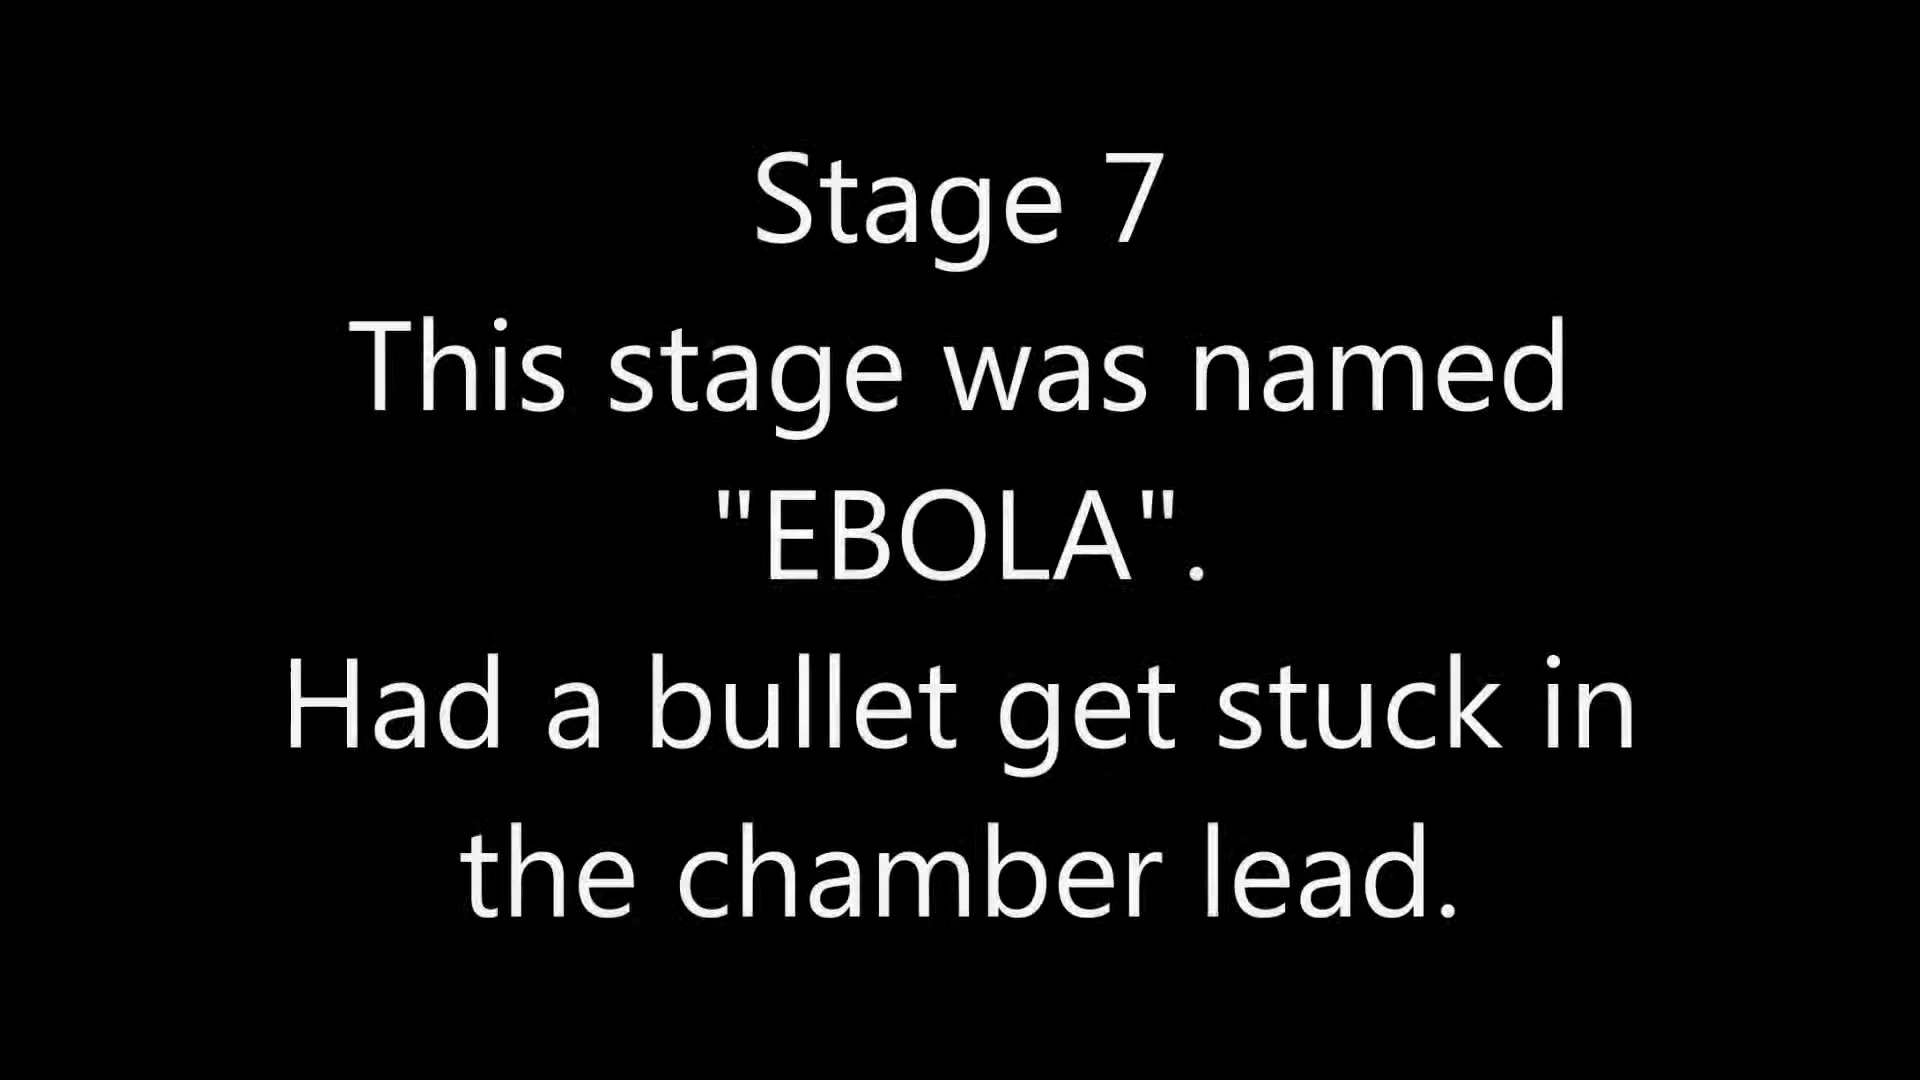 Stage 7
This stage was named
"EBOLA".
Had a bullet get stuck in
the chamber lead.